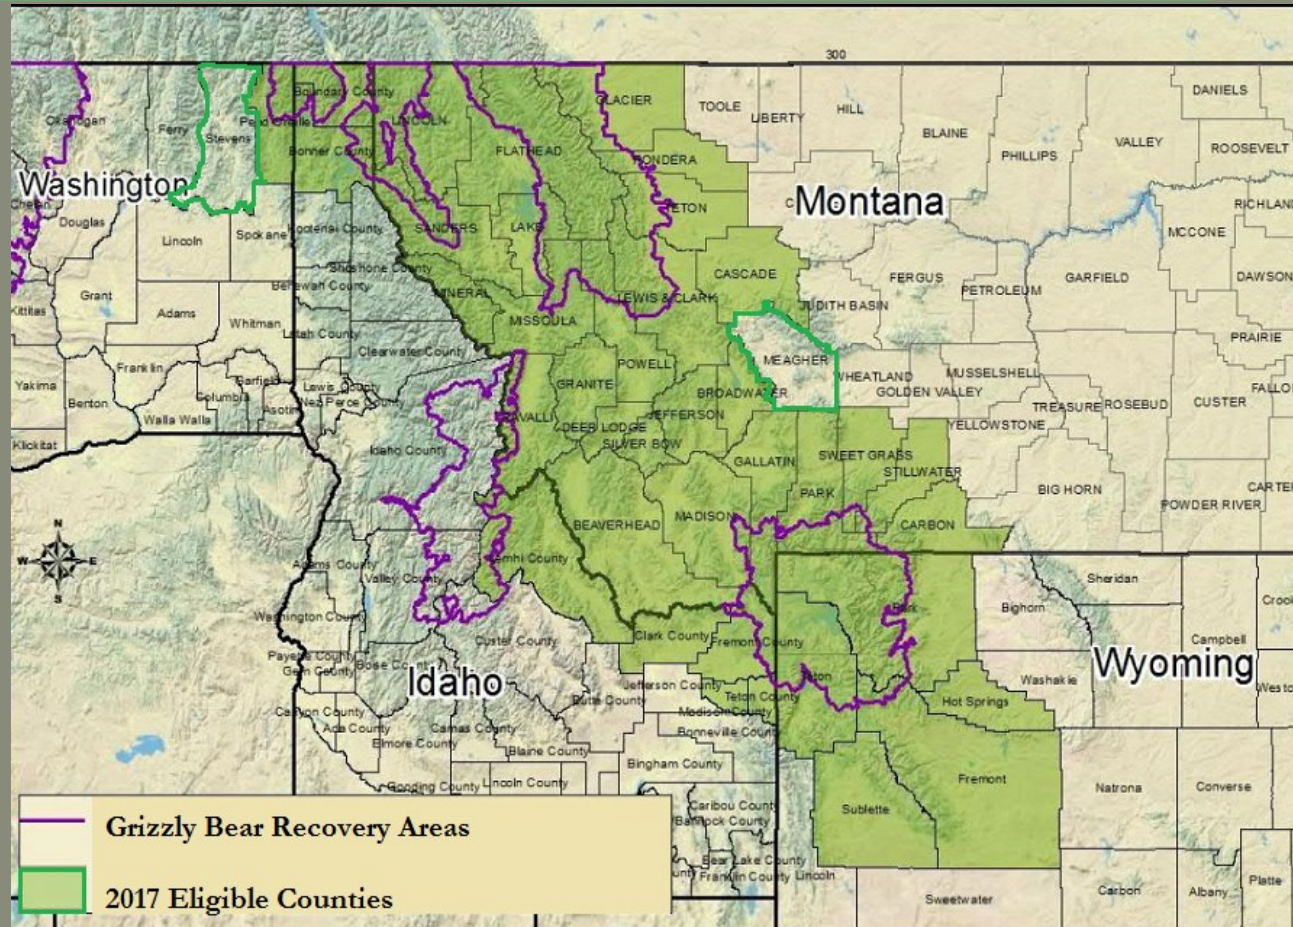 300
Boundary County
GLACIER
TOOLE
LIBERTY
HILL
DANIELS
Okanogan
Ferry
Stevens
LINCOLN
FLATHEAD
BLAINE
PHILLIPS
VALLEY
ROOSEVELT
Bonner County
PONDERA
Washington
TETON
Montana
RICHLAND
Chelan
Douglas
Lincoln
Spokane
Kootenai County
SANDERS
LAKE
MCCONE
Shoshone County
CASCADE
FERGUS
PETROLEUM
GARFIELD
DAWSON
Benewah County
MINERAL
LEWIS & CLARK
JUDITH BASIN
Kittitas
Grant
Adams
Whitman
Latah County
MISSOULA
PRAIRIE
Clearwater County
MEAGHER
Franklin
POWELL
WHEATLAND
MUSSELSHELL
Yakima
Benton
Garfield
Columbia
Asotin
Lewis County
Nez Perce County
GRANITE
BROADWATER
GOLDEN VALLEY
TREASURE
ROSEBUD
CUSTER
FALLO
Walla Walla
RAVALLI
DEER LODGE
JEFFERSON
YELLOWSTONE
Klickitat
Idaho County
SILVER BOW
GALLATIN
SWEET GRASS
STILLWATER
BIG HORN
PARK
POWDER RIVER
CARTE
BEAVERHEAD
MADISON
CARBON
N
W
E
S
Adams County
Valley County
Lemhi County
Sheridan
Bighorn
Park
Crook
Washington County
Custer County
Clark County
Fremont County
Campbell
Payette County
Gem County
Boise County
Idaho
Teton
Washakie
Wyoming
Westo
Jefferson County
Butte County
Teton County
Madison County
Hot Springs
Canyon County
Ada County
Camas County
Bonneville County
Elmore County
Blaine County
Bingham County
Gooding County
Lincoln County
Fremont
Natrona
Converse
Sublette
Caribou County
Bannock County
Grizzly Bear Recovery Areas
Bear Lake County
Franklin County
Lincoln
Carbon
Albany
Platte
2017 Eligible Counties
Sweetwater